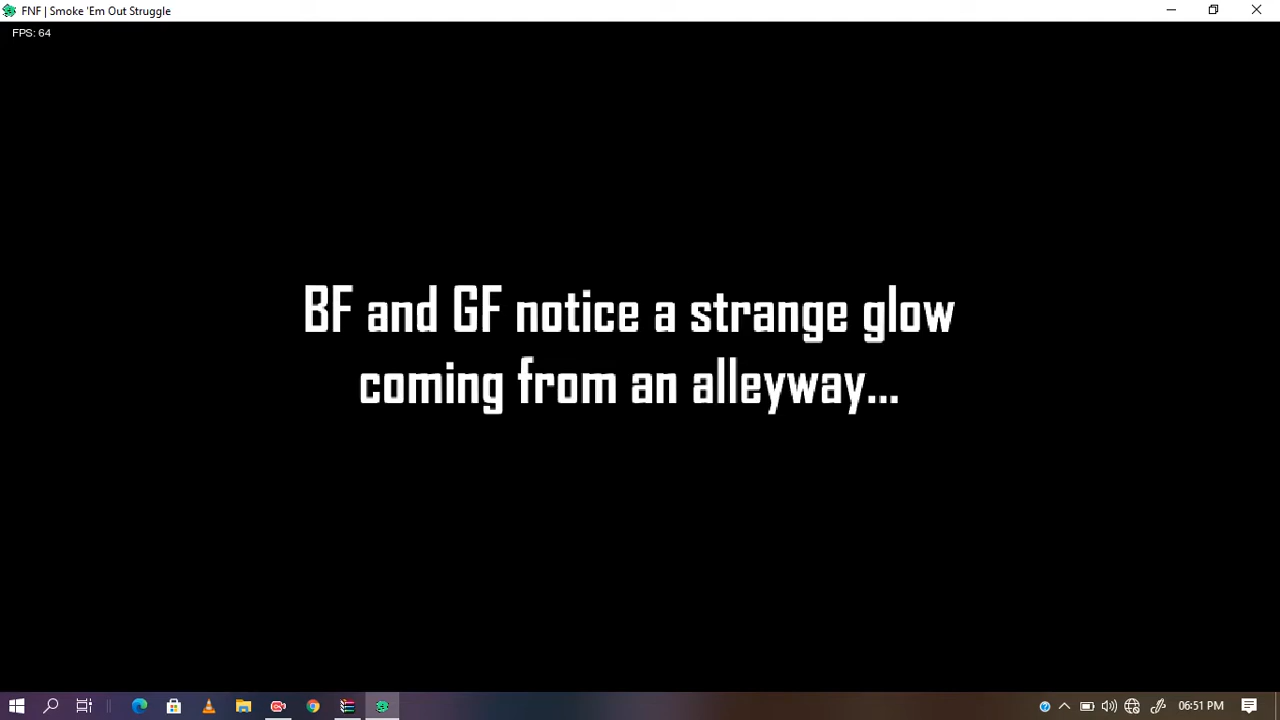 FNF | Smoke 'Em Out Struggle
FPS: 64
BF and GF notice a strange glow
coming from an alleyway...
06:51 PM